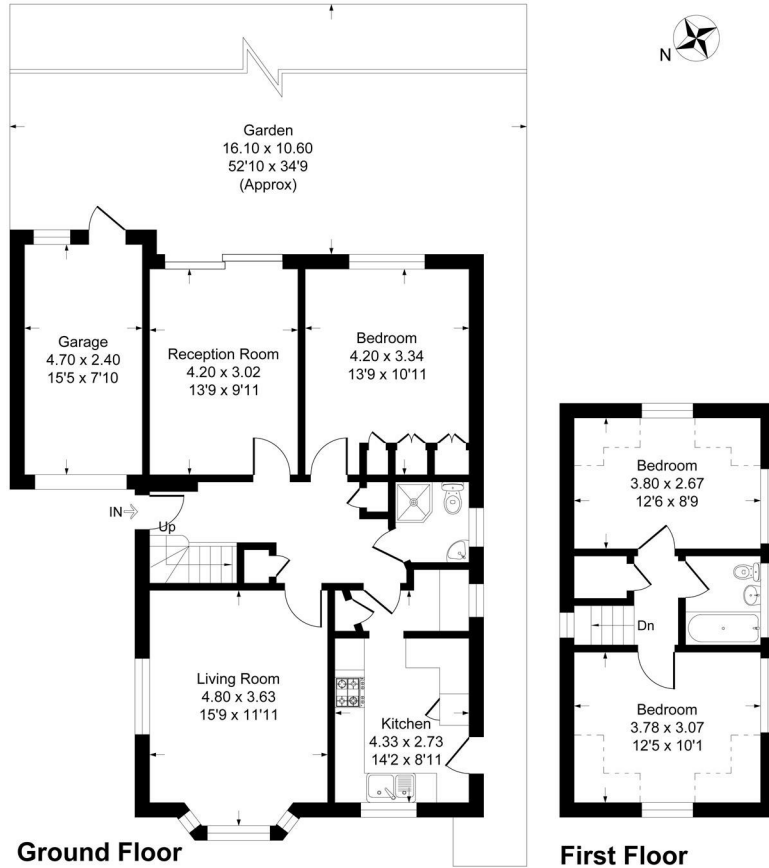 N
Garden
16.10 x 10.60
52'10 x 34'9
(Approx)
Garage
4.70 x 2.40
15'5 x 7'10
Reception Room
4.20 x 3.02
13'9 x 9'11
Bedroom
4.20 x 3.34
13'9 x 10'11
IN
Up
Living Room
4.80 x 3.63
15'9 x 11'11
Kitchen
4.33 x 2.73
14'2 x 8'11
Ground Floor
Bedroom
3.80 x 2.67
12'6 x 8'9
Dn
Bedroom
3.78 x 3.07
12'5 x 10'1
First Floor